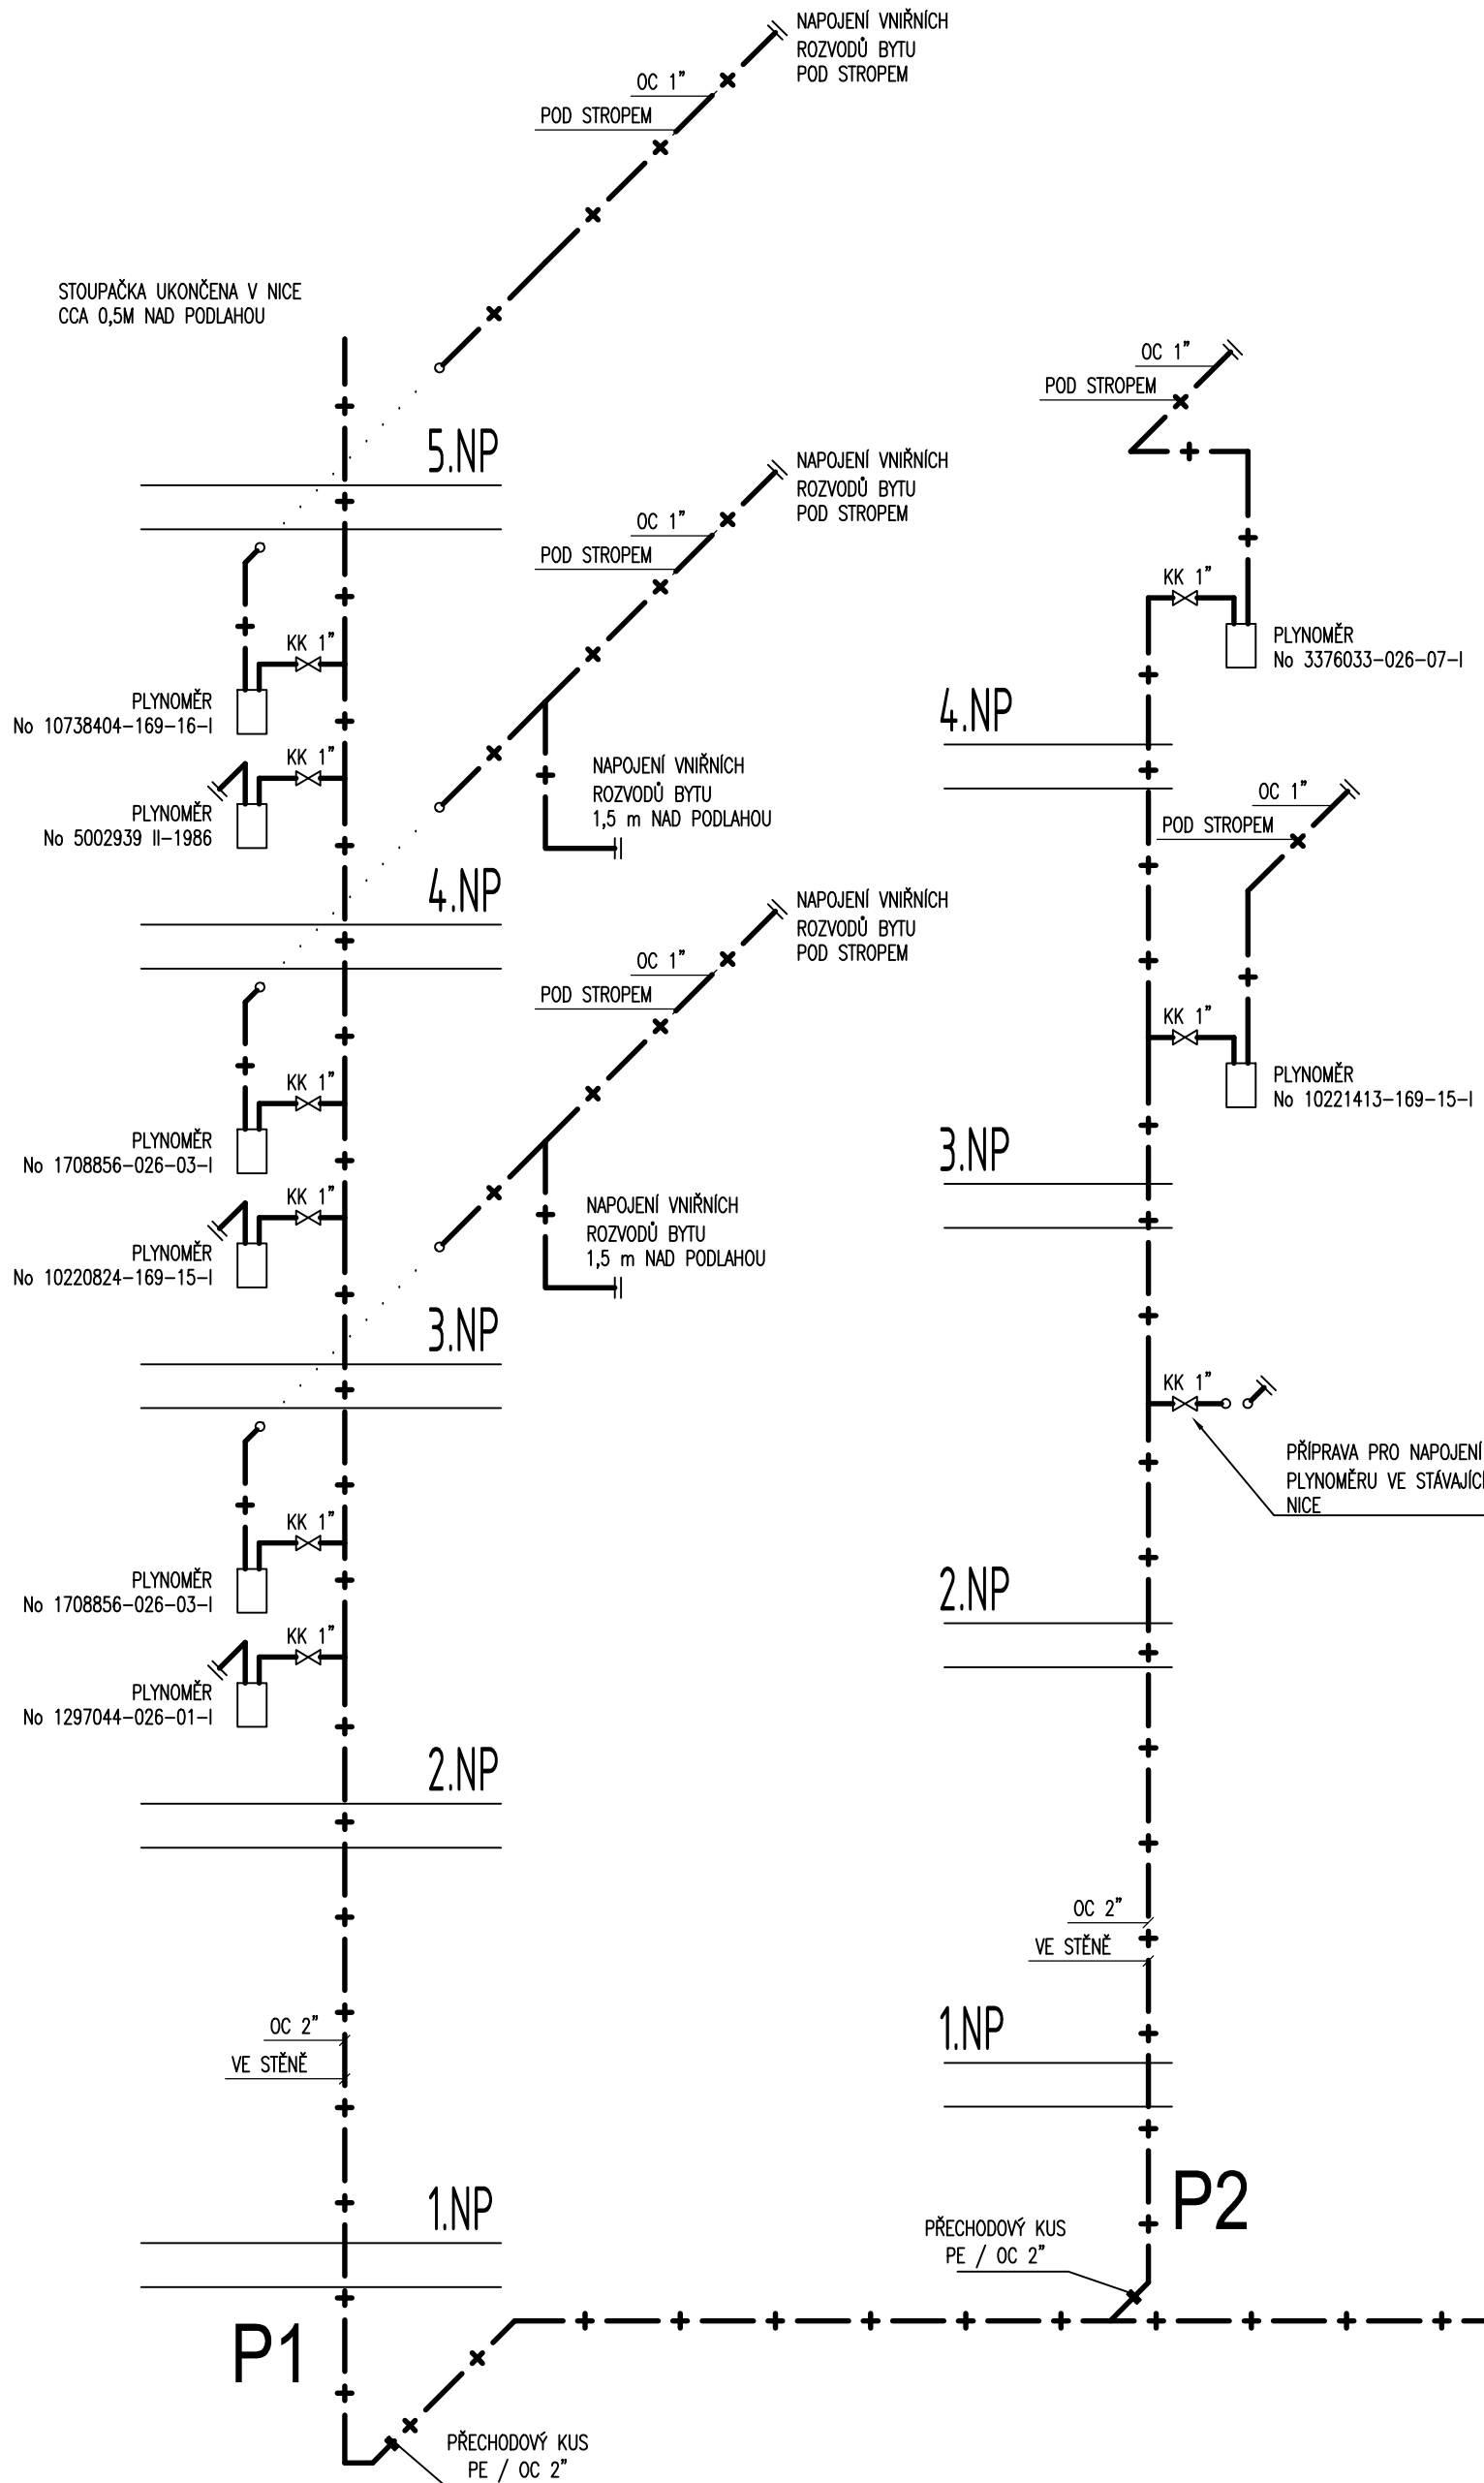 NAPOJENÍ VNIŘNÍCH
ROZVODŮ BYTU
POD STROPEM
OC 1”
POD STROPEM
STOUPAČKA UKONČENA V NICE
CCA 0,5M NAD PODLAHOU
5.NP
KK 1”
PLYNOMĚR
No 10738404-169-16-I
KK 1”
PLYNOMĚR
No 5002939 II-1986
NAPOJENÍ VNIŘNÍCH
ROZVODŮ BYTU
POD STROPEM
OC 1”
POD STROPEM
NAPOJENÍ VNIŘNÍCH
ROZVODŮ BYTU
1,5 m NAD PODLAHOU
4.NP
KK 1”
PLYNOMĚR
No 1708856-026-03-I
KK 1”
PLYNOMĚR
No 10220824-169-15-I
NAPOJENÍ VNIŘNÍCH
ROZVODŮ BYTU
POD STROPEM
OC 1”
POD STROPEM
NAPOJENÍ VNIŘNÍCH
ROZVODŮ BYTU
1,5 m NAD PODLAHOU
3.NP
KK 1”
PLYNOMĚR
No 1708856-026-03-I
KK 1”
PLYNOMĚR
No 1297044-026-01-I
2.NP
OC 2”
VE STĚNĚ
1.NP
P1
PŘECHODOVÝ KUS
PE / OC 2”
OC 1”
POD STROPEM
KK 1”
PLYNOMĚR
No 3376033-026-07-I
4.NP
OC 1”
POD STROPEM
KK 1”
PLYNOMĚR
No 10221413-169-15-I
3.NP
KK 1”
PŘÍPRAVA PRO NAPOJENÍ
PLYNOMĚRU VE STÁVAJÍCÍ
NICE
2.NP
OC 2”
VE STĚNĚ
1.NP
P2
PŘECHODOVÝ KUS
PE / OC 2”